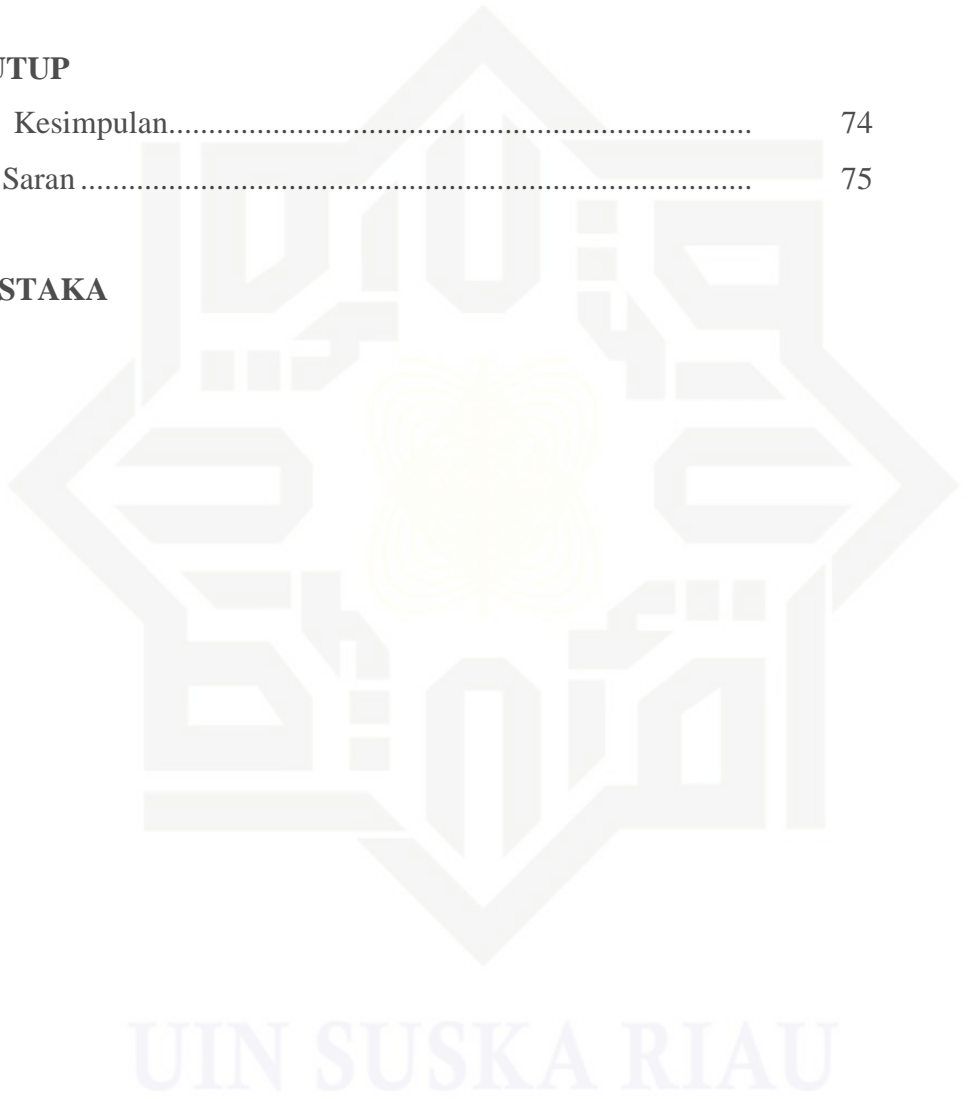 UTUP
Kesimpulan......................................................................... 74
Saran .................................................................................... 75
STAKA
UIN SUSKA RIAU